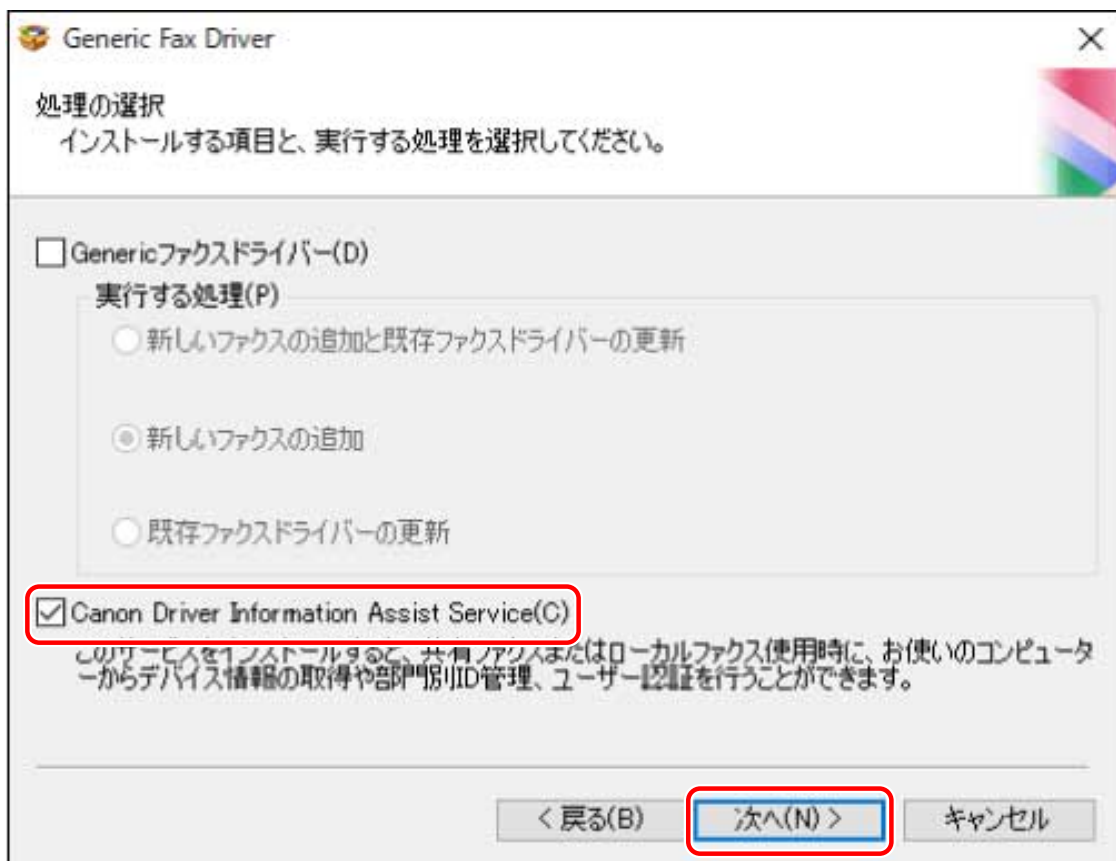 Generic Fax Driver
処理の選択
インストールする項目と、実行する処理を選択してください。
Genericファクスドライバー(D)
実行する処理(P)
新しいファクスの追加と既存ファクスドライバーの更新
新しいファクスの追加
既存ファクスドライバーの更新
Canon Driver Information Assist Service(C)
このサービスをインストールすると、共有ファクスまたはローカルファクス使用時に、お使いのコンピュータ
ーからデバイス情報の取得や部門別ID管理、ユーザー認証を行うことができます。
< 戻る(B)
次へ(N) >
キャンセル